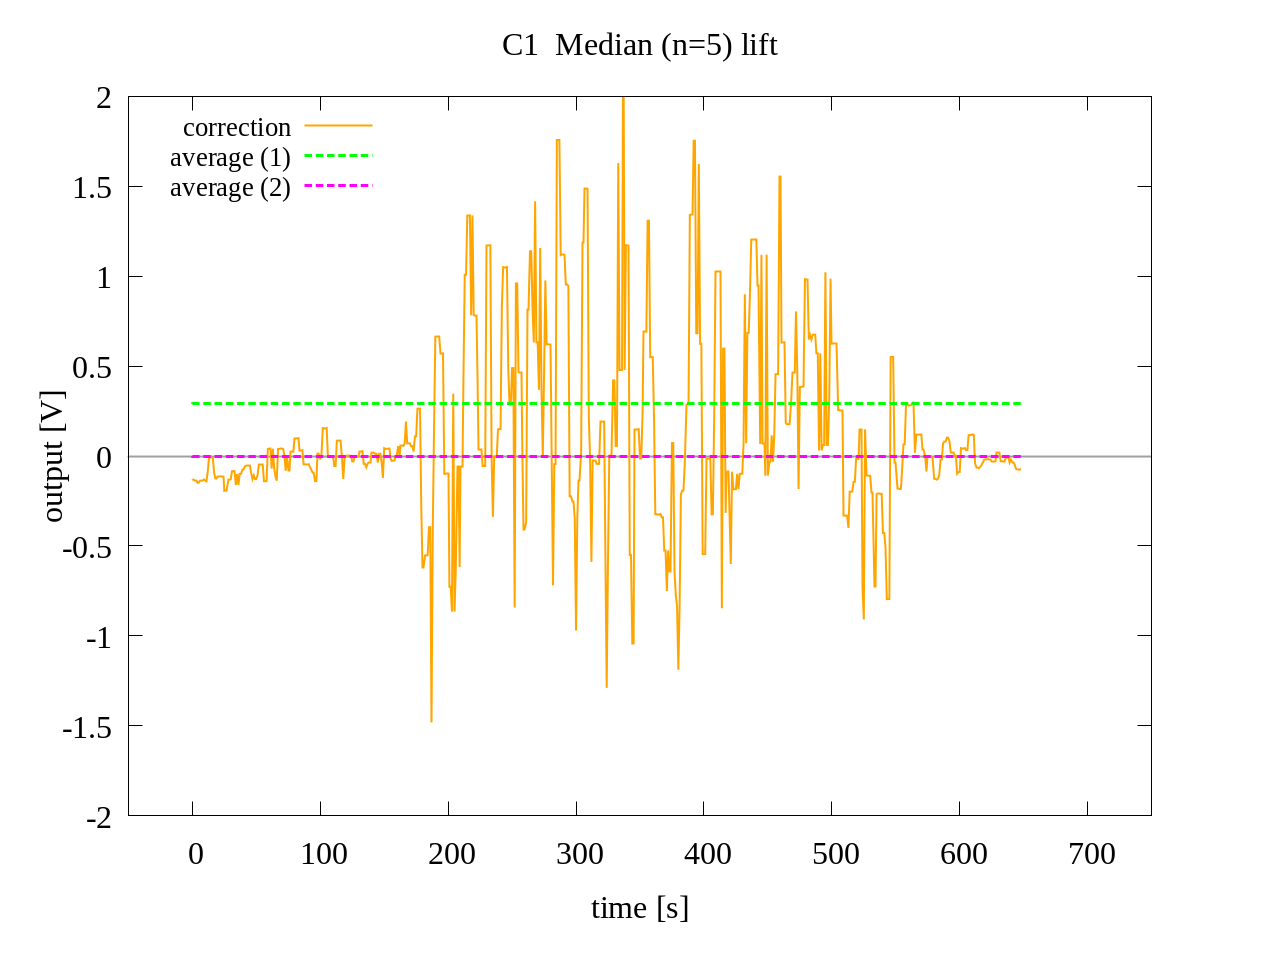 C1  Median (n=5) lift
correction
average (1)
average (2)
2
1.5
1
0.5
0
-0.5
-1
-1.5
-2
output [V]
0 100 200 300 400 500 600 700
time [s]